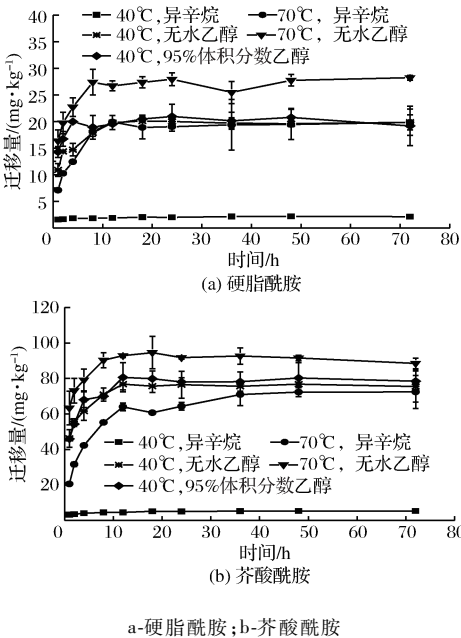 40℃,异辛烷 70℃,异辛烷
40℃,无水乙醇 70℃,无水乙醇
40℃,95%体积分数乙醇
迁移量/(mg·kg⁻¹)
40
35
30
25
20
15
10
5
0 10 20 30 40 50 60 70 80
时间/h
(a) 硬脂酰胺
迁移量/(mg·kg⁻¹)
120
100
80
60
40
20
40℃,异辛烷 70℃,异辛烷
40℃,无水乙醇 70℃,无水乙醇
40℃,95%体积分数乙醇
0 10 20 30 40 50 60 70 80
时间/h
(b) 芥酸酰胺
a-硬脂酰胺;b-芥酸酰胺